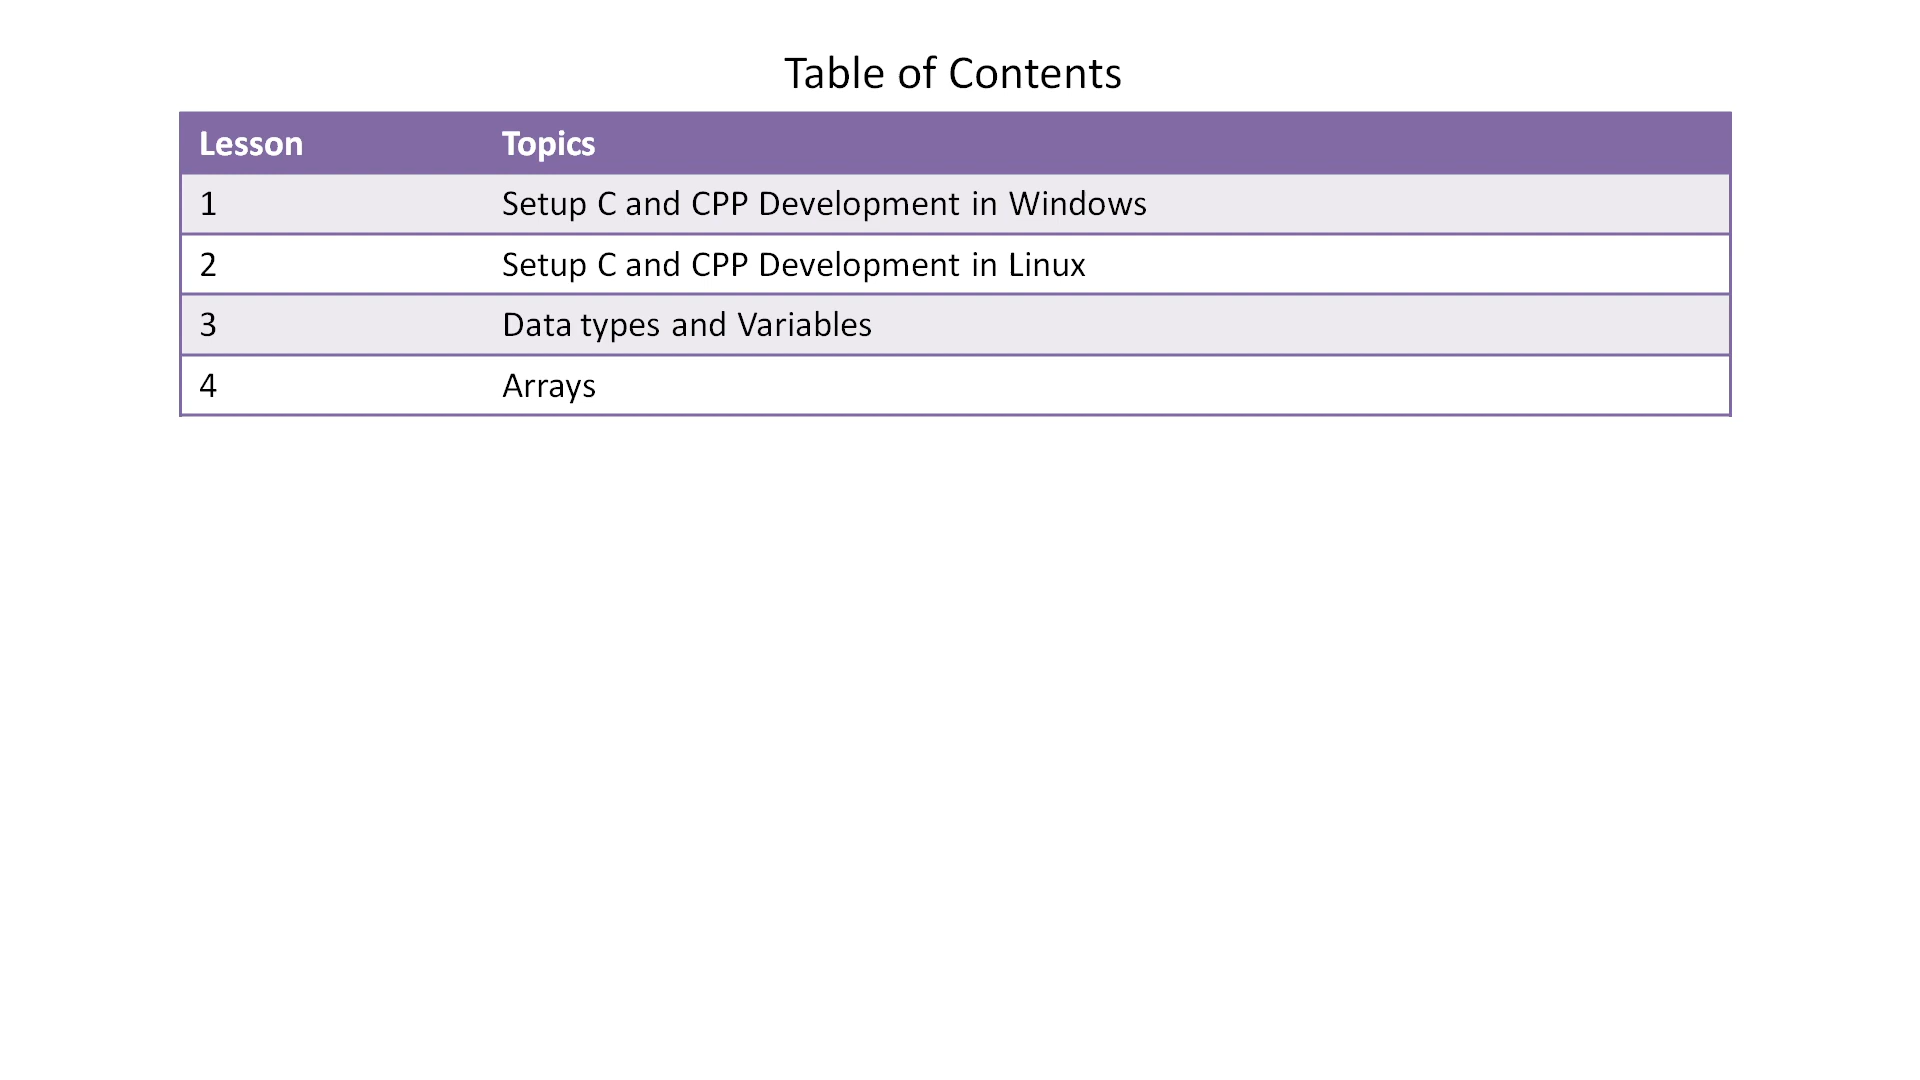 Table of Contents
Lesson Topics
1 Setup C and CPP Development in Windows
2 Setup C and CPP Development in Linux
3 Data types and Variables
4 Arrays